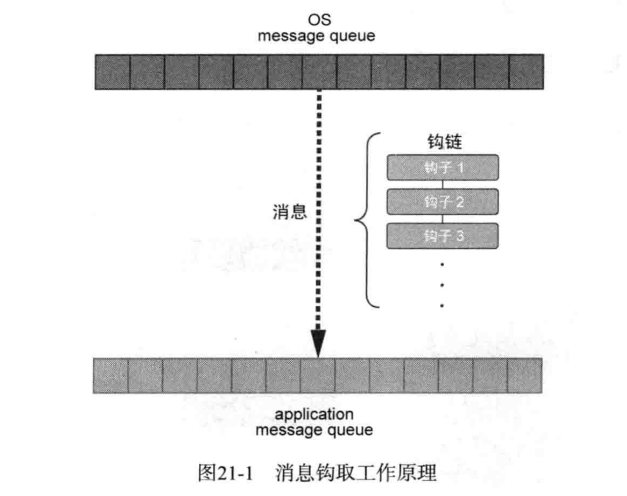 OS
message queue
钩链
钩子 1
钩子 2
消息
钩子 3
application
message queue
图21-1 消息钩取工作原理